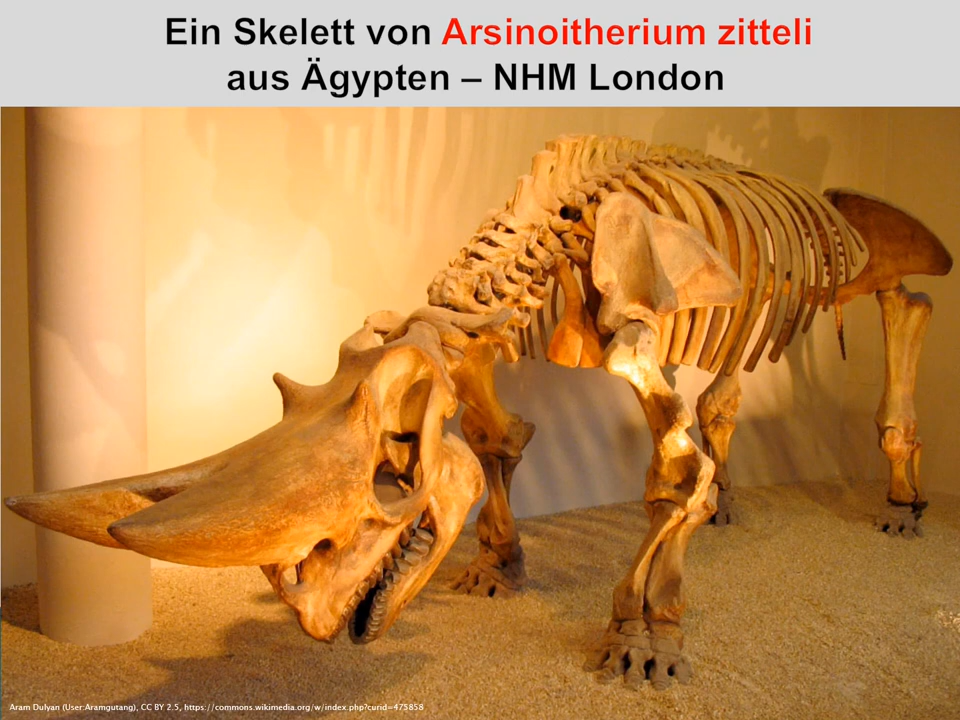 Ein Skelett von Arsinoitherium zitteli
aus Ägypten – NHM London
Aram Dulyan (User:Aramgutang), CC BY 2.5, https://commons.wikimedia.org/w/index.php?curid=475858